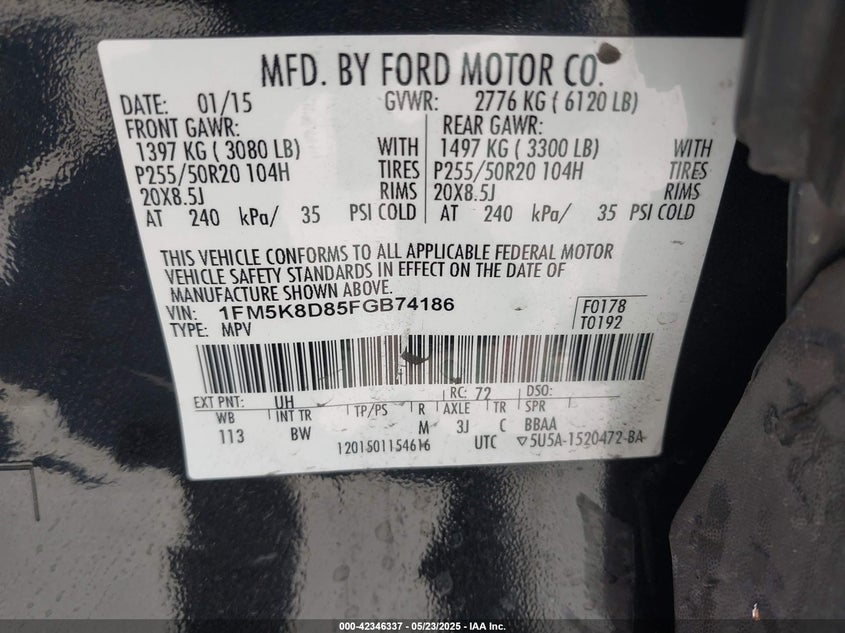 MFD. BY FORD MOTOR CO.
DATE: 01/15 GVWR: 2776 KG ( 6120 LB)
FRONT GAWR: REAR GAWR:
1397 KG ( 3080 LB) WITH 1497 KG ( 3300 LB) WITH
P255/50R20 104H TIRES P255/50R20 104H TIRES
20X8.5J RIMS 20X8.5J RIMS
AT 240 kPa/ 35 PSI COLD AT 240 kPa/ 35 PSI COLD
THIS VEHICLE CONFORMS TO ALL APPLICABLE FEDERAL MOTOR
VEHICLE SAFETY STANDARDS IN EFFECT ON THE DATE OF
MANUFACTURE SHOWN ABOVE.
VIN: 1FM5K8D85FGB74186 F0178
TYPE: MPV T0192
EXT PNT: UH RC: 72 DSO:
WB INT TR TP/PS R AXLE TR SPR
113 BW M 3J C BBAA
1201501154616 UTC ▽5U5A-1520472-BA
000-42346337 - 05/23/2025 - IAA Inc.